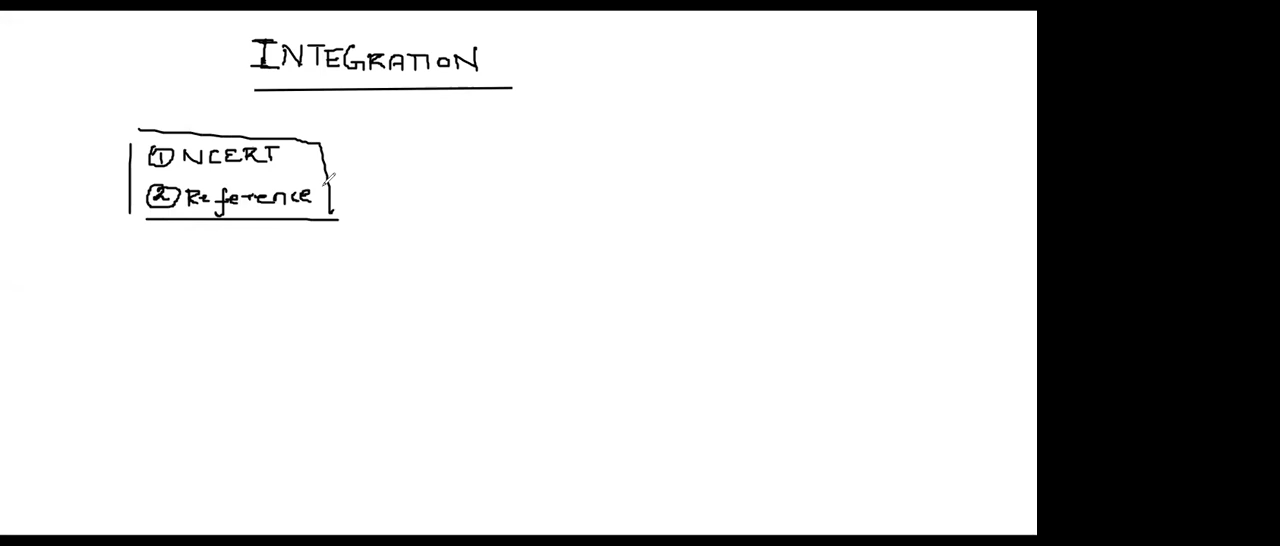 INTEGRATION
① NCERT
② Reference